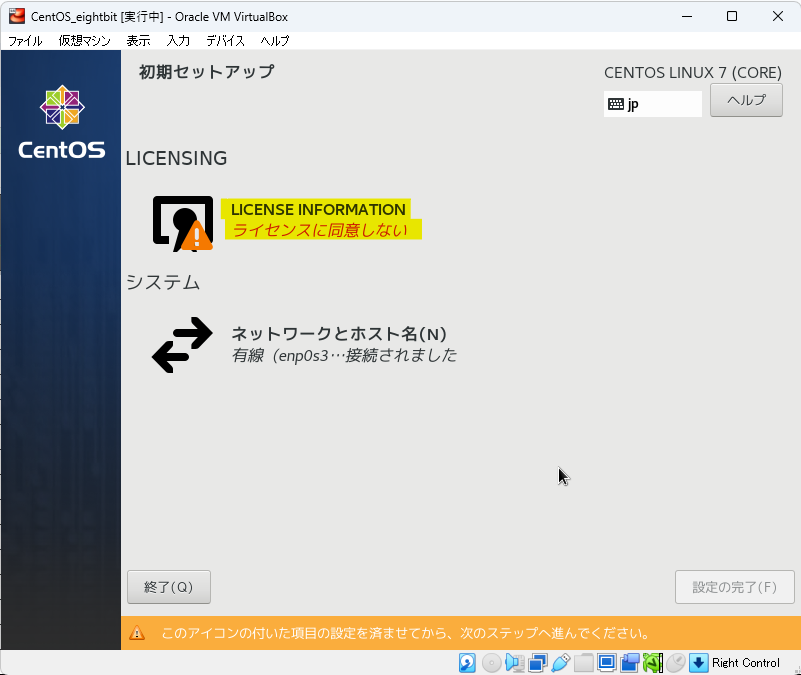 CentOS_eightbit [実行中] - Oracle VM VirtualBox
ファイル 仮想マシン 表示 入力 デバイス ヘルプ
初期セットアップ
CENTOS LINUX 7 (CORE)
jp
ヘルプ
CentOS
LICENSING
LICENSE INFORMATION
ライセンスに同意しない
システム
ネットワークとホスト名(N)
有線（enp0s3…接続されました
終了(Q)
設定の完了(F)
このアイコンの付いた項目の設定を済ませてから、次のステップへ進んでください。
Right Control